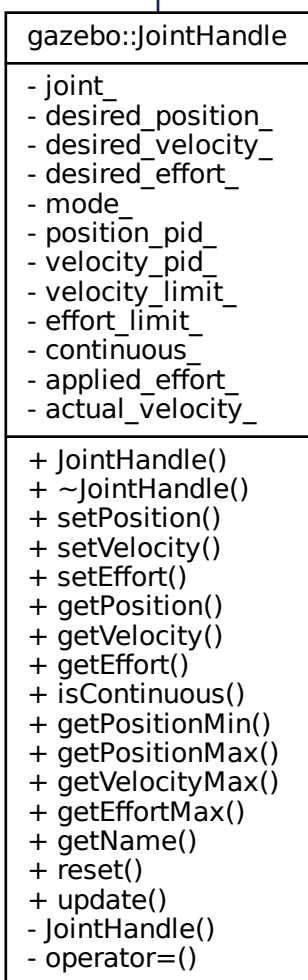 gazebo::JointHandle
- joint_
- desired_position_
- desired_velocity_
- desired_effort_
- mode_
- position_pid_
- velocity_pid_
- velocity_limit_
- effort_limit_
- continuous_
- applied_effort_
- actual_velocity_
+ JointHandle()
+ ~JointHandle()
+ setPosition()
+ setVelocity()
+ setEffort()
+ getPosition()
+ getVelocity()
+ getEffort()
+ isContinuous()
+ getPositionMin()
+ getPositionMax()
+ getVelocityMax()
+ getEffortMax()
+ getName()
+ reset()
+ update()
- JointHandle()
- operator=()